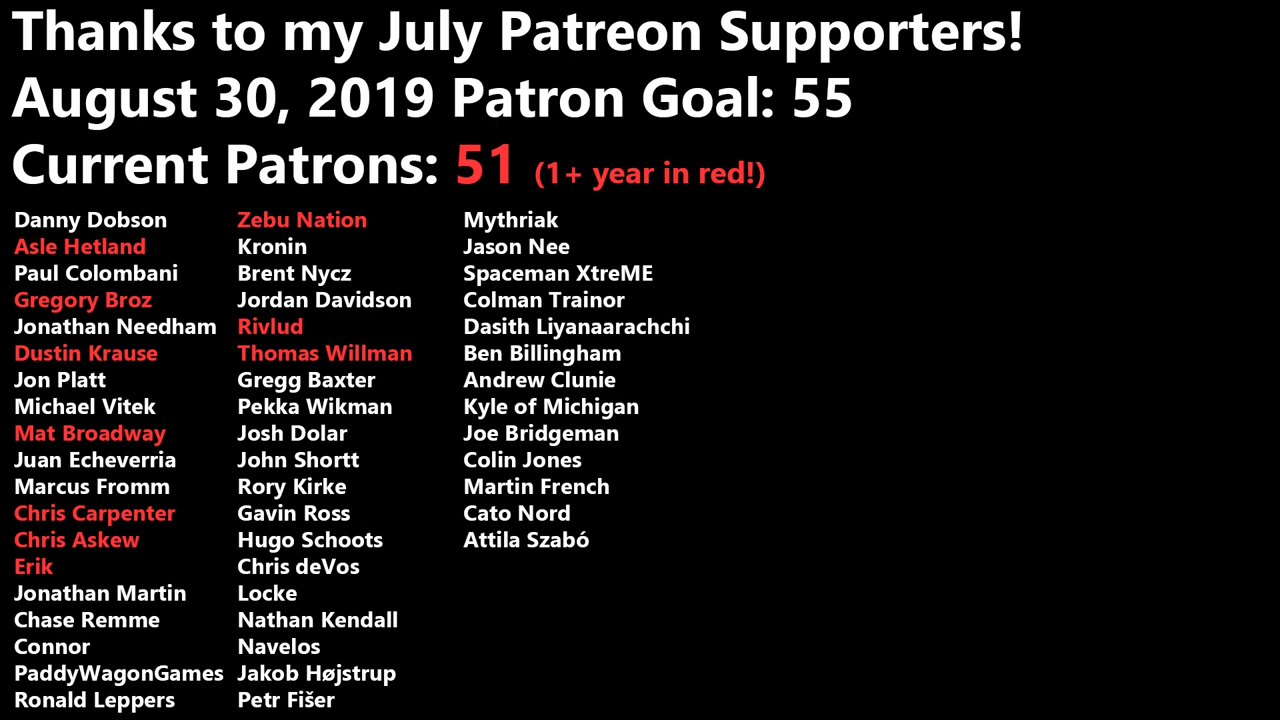 Thanks to my July Patreon Supporters!
August 30, 2019 Patron Goal: 55
Current Patrons: 51 (1+ year in red!)
Danny Dobson
Asle Hetland
Paul Colombani
Gregory Broz
Jonathan Needham
Dustin Krause
Jon Platt
Michael Vitek
Mat Broadway
Juan Echeverria
Marcus Fromm
Chris Carpenter
Chris Askew
Erik
Jonathan Martin
Chase Remme
Connor
PaddyWagonGames
Ronald Leppers
Zebu Nation
Kronin
Brent Nycz
Jordan Davidson
Rivlud
Thomas Willman
Gregg Baxter
Pekka Wikman
Josh Dolar
John Shortt
Rory Kirke
Gavin Ross
Hugo Schoots
Chris deVos
Locke
Nathan Kendall
Navelos
Jakob Højstrup
Petr Fišer
Mythriak
Jason Nee
Spaceman XtreME
Colman Trainor
Dasith Liyanaarachchi
Ben Billingham
Andrew Clunie
Kyle of Michigan
Joe Bridgeman
Colin Jones
Martin French
Cato Nord
Attila Szabó